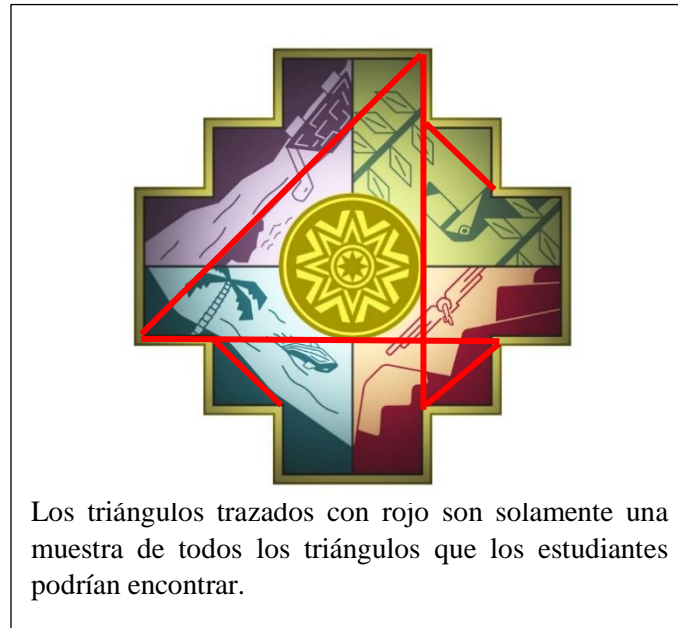 Los triángulos trazados con rojo son solamente una
muestra de todos los triángulos que los estudiantes
podrían encontrar.